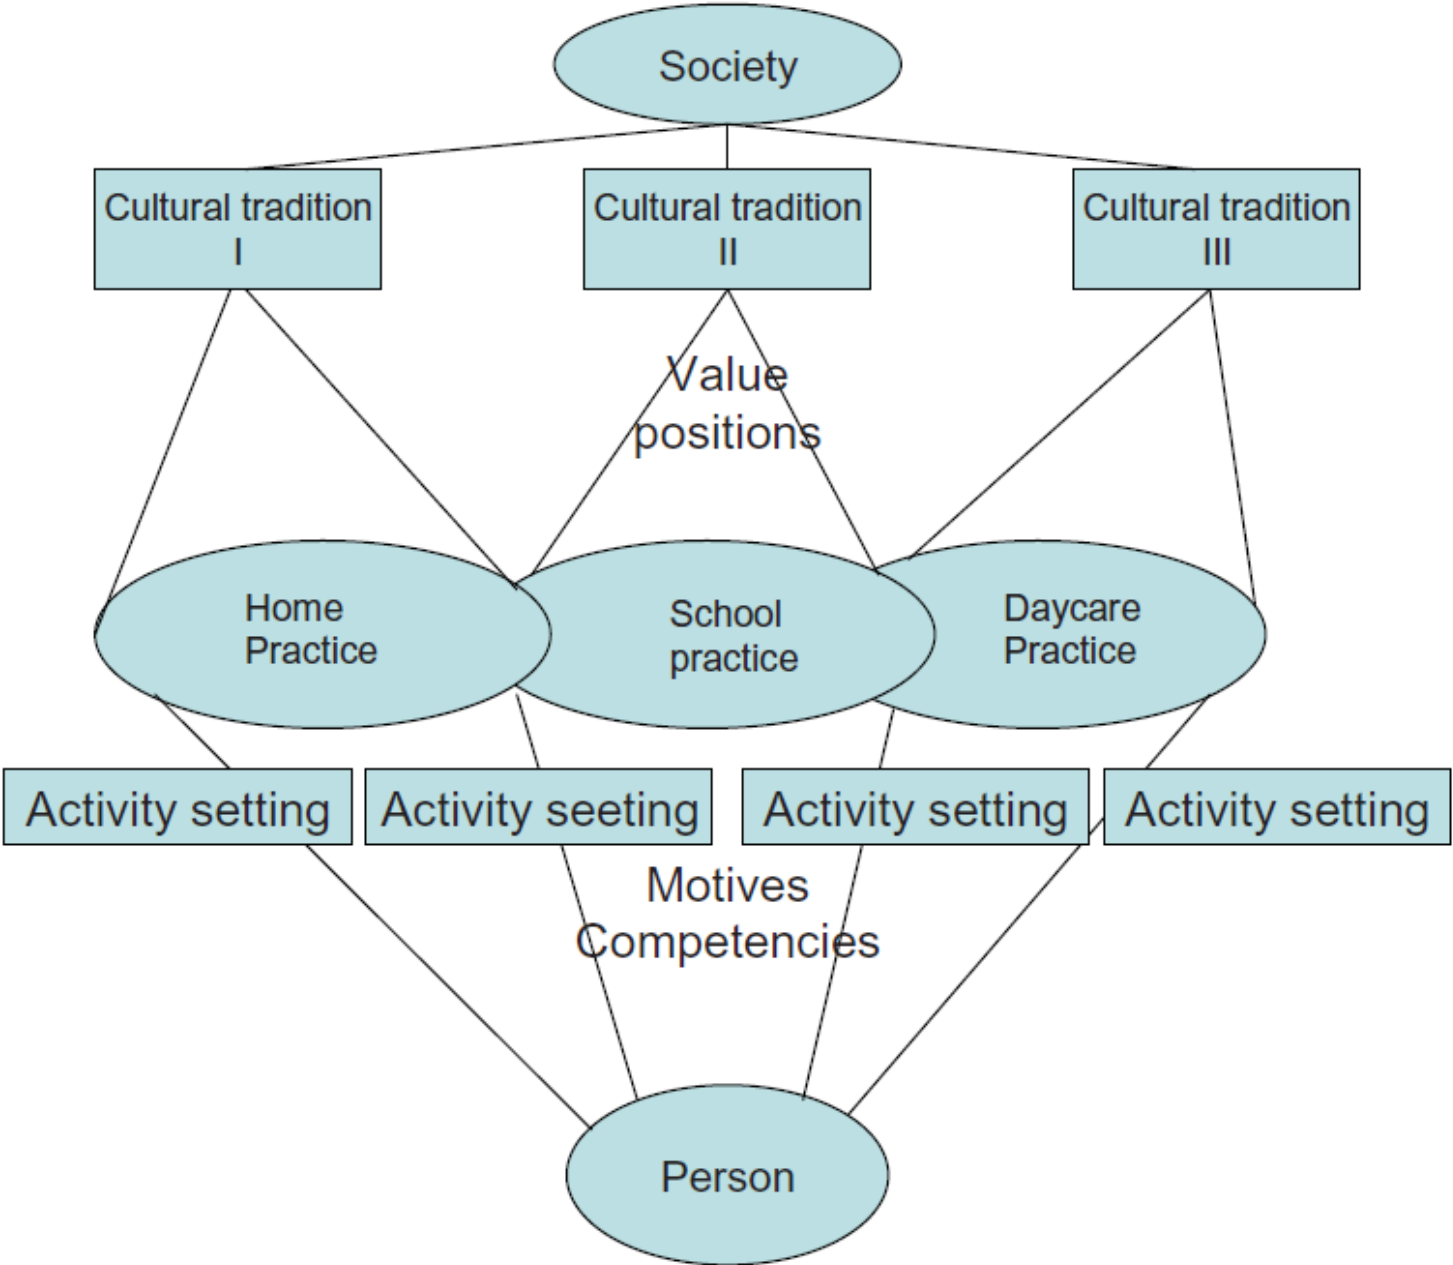 Society
Cultural tradition
I
Cultural tradition
II
Cultural tradition
III
Value
positions
Home
Practice
School
practice
Daycare
Practice
Activity setting
Activity seeting
Activity setting
Activity setting
Motives
Competencies
Person